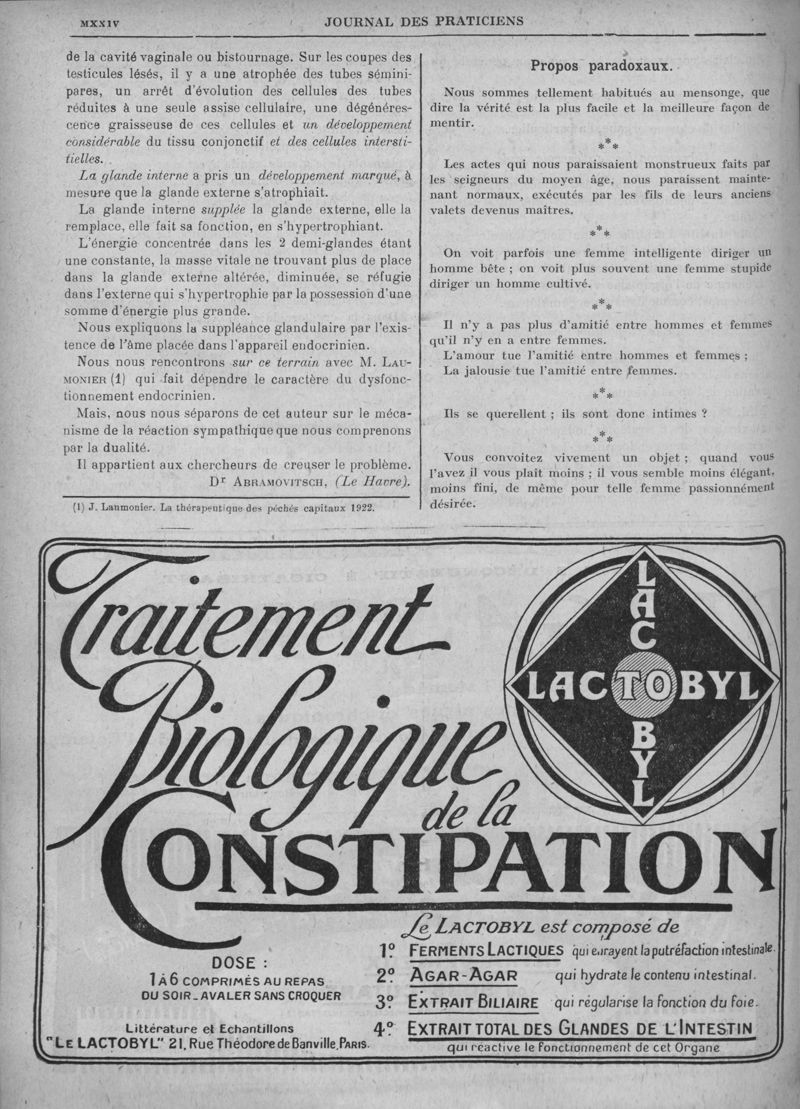 MXXIV
JOURNAL DES PRATICIENS
de la cavité vaginale ou bistournage. Sur les coupes des
testicules lésés, il y a une atrophée des tubes sémini-
pares, un arrêt d'évolution des cellules des tubes
réduites à une seule assise cellulaire, une dégénéres-
cence graisseuse de ces cellules et un développement
considérable du tissu conjonctif et des cellules intersti-
tielles.
La glande interne a pris un développement marqué, à
mesure que la glande externe s'atrophiait.
La glande interne supplée la glande externe, elle la
remplace, elle fait sa fonction, en s'hypertrophiant.
L'énergie concentrée dans les 2 demi-glandes étant
une constante, la masse vitale ne trouvant plus de place
dans la glande externe altérée, diminuée, se réfugie
dans l'externe qui s'hypertrophie par la possession d'une
somme d'énergie plus grande.
Nous expliquons la suppléance glandulaire par l'exis-
tence de l'âme placée dans l'appareil endocrinien.
Nous nous rencontrons sur ce terrain avec M. LAU-
MONIER (1) qui fait dépendre le caractère du dysfonc-
tionnement endocrinien.
Mais, nous nous séparons de cet auteur sur le méca-
nisme de la réaction sympathique que nous comprenons
par la dualité.
Il appartient aux chercheurs de creuser le problème.
Dr ABRAMOVITSCH, (Le Havre).
(1) J. Laumonier. La thérapeutique des péchés capitaux 1922.
Propos paradoxaux.
Nous sommes tellement habitués au mensonge, que
dire la vérité est la plus facile et la meilleure façon de
mentir.
***
Les actes qui nous paraissaient monstrueux faits par
les seigneurs du moyen âge, nous paraissent mainte-
nant normaux, exécutés par les fils de leurs anciens
valets devenus maîtres.
***
On voit parfois une femme intelligente diriger un
homme bête ; on voit plus souvent une femme stupide
diriger un homme cultivé.
***
Il n'y a pas plus d'amitié entre hommes et femmes
qu'il n'y en a entre femmes.
L'amour tue l'amitié entre hommes et femmes ;
La jalousie tue l'amitié entre femmes.
***
Ils se querellent ; ils sont donc intimes ?
***
Vous convoitez vivement un objet ; quand vous
l'avez il vous plaît moins ; il vous semble moins élégant,
moins fini, de même pour telle femme passionnément
désirée.
Traitement
Biologique
de la
CONSTIPATION
LACTOBYL
LACTOBYL
Le LACTOBYL est composé de
1º. FERMENTS LACTIQUES qui enrayent la putréfaction intestinale.
2º. AGAR-AGAR qui hydrate le contenu intestinal.
3º. EXTRAIT BILIAIRE qui régularise la fonction du foie.
4º. EXTRAIT TOTAL DES GLANDES DE L'INTESTIN
qui réactive le fonctionnement de cet Organe
DOSE :
1 À 6 COMPRIMÉS AU REPAS
DU SOIR_AVALER SANS CROQUER
Littérature et Echantillons
"LE LACTOBYL" 21, Rue Théodore de Banville, PARIS.